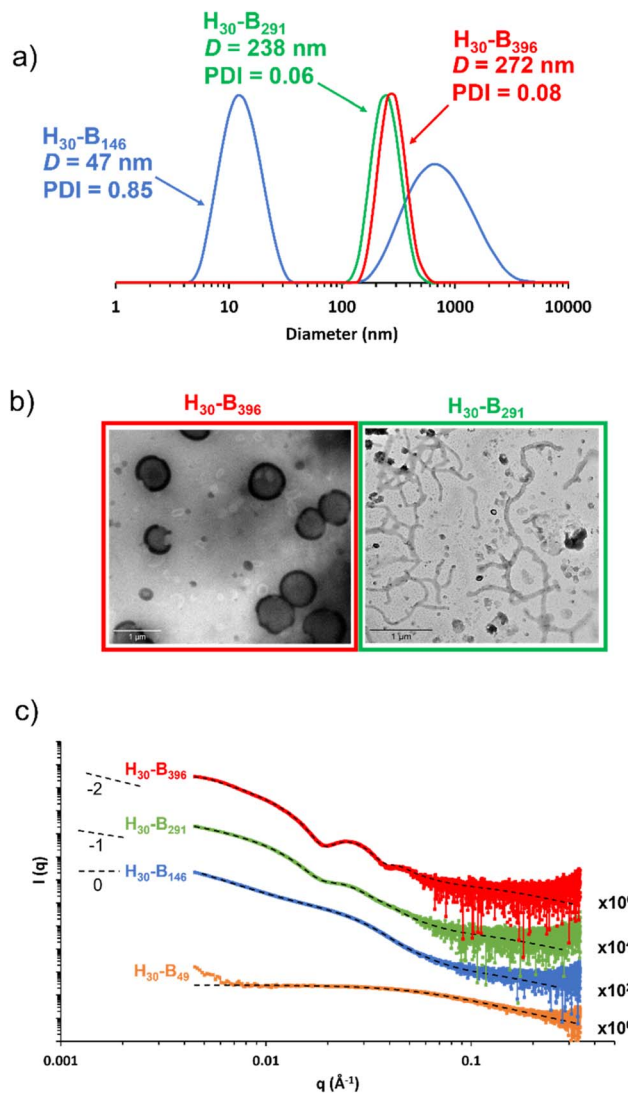 a)
H₃₀-B₂₉₁
D = 238 nm
PDI = 0.06
H₃₀-B₃₉₆
D = 272 nm
PDI = 0.08
H₃₀-B₁₄₆
D = 47 nm
PDI = 0.85
1 10 100 1000 10000
Diameter (nm)
b)
H₃₀-B₃₉₆ H₃₀-B₂₉₁
1 µm 1 µm
c)
H₃₀-B₃₉₆
-2
H₃₀-B₂₉₁
-1
H₃₀-B₁₄₆
0
H₃₀-B₄₉
I (q)
0.001 0.01 0.1
q (Å⁻¹)